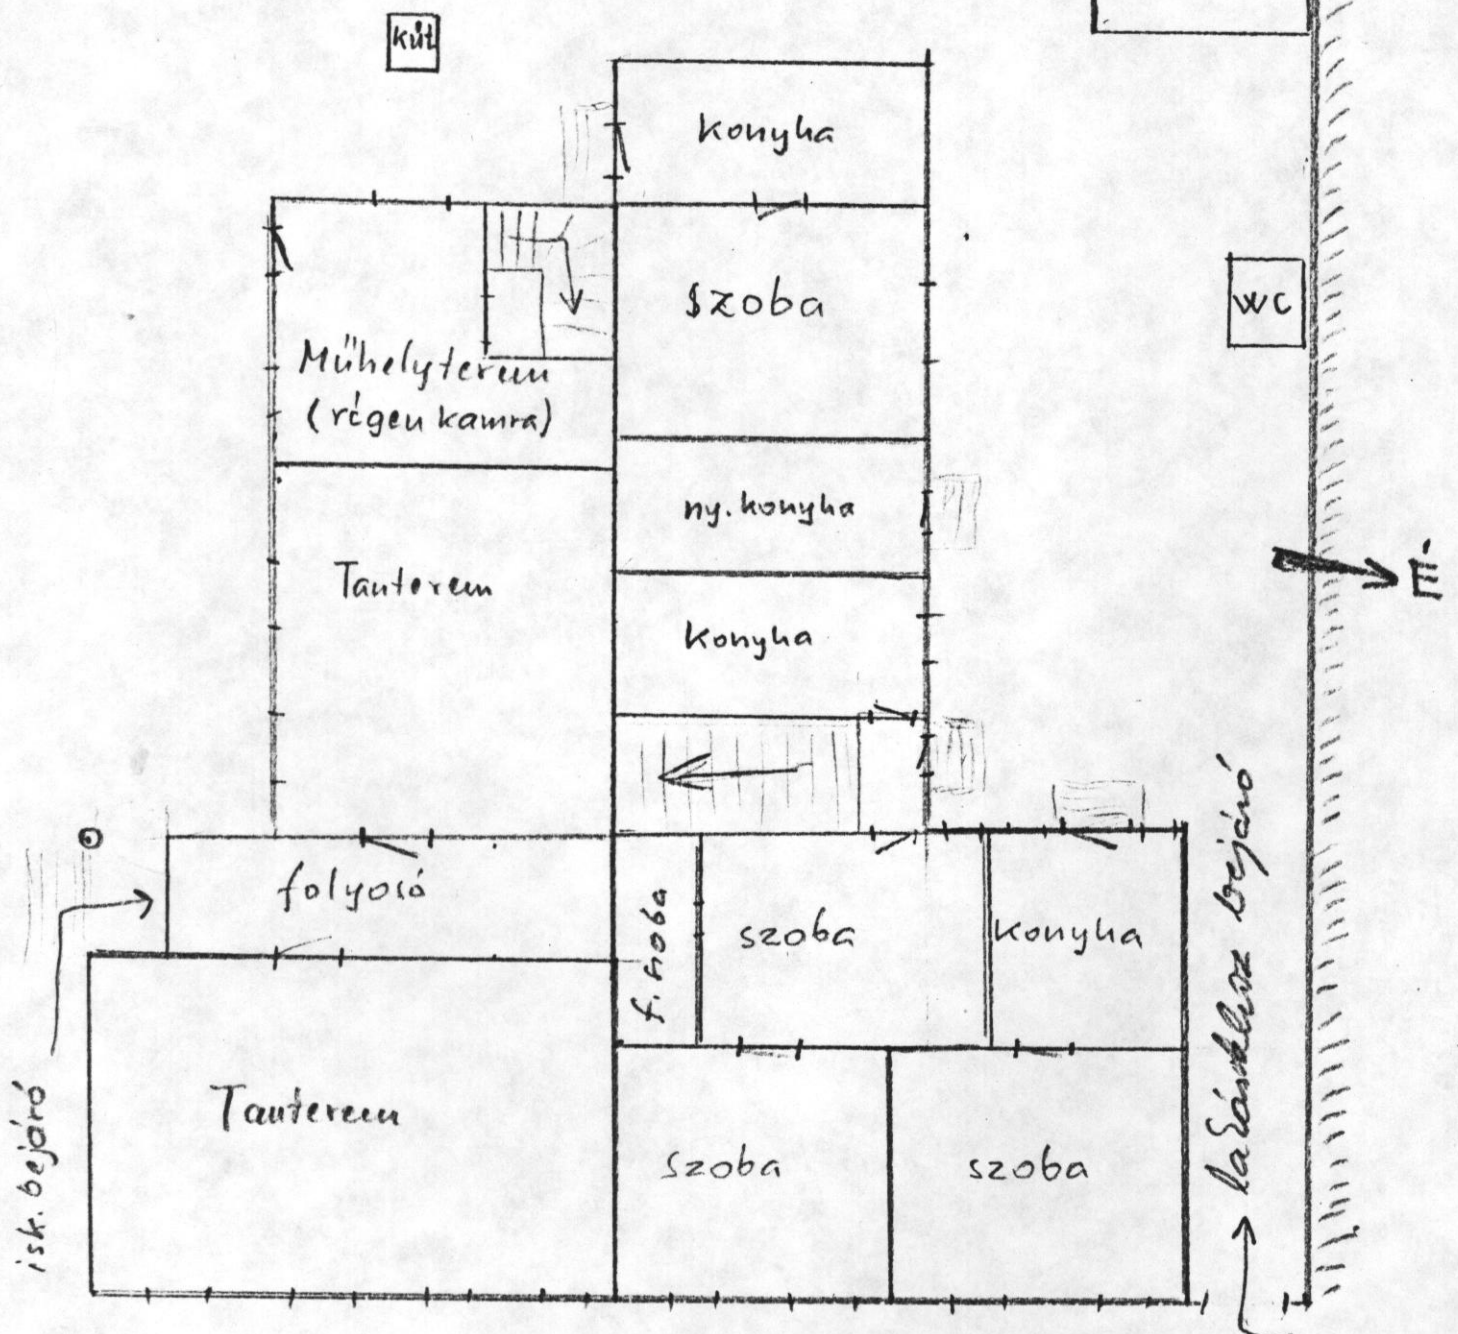 Kút
Konyha
Szoba
WC
Műhelyterem
(régen kamra)
ny. konyha
Tanterem
É.
Konyha
folyosó
f. szoba
szoba
Konyha
lakásokhoz bejáró
Tanterem
isk. bejáró
szoba
szoba